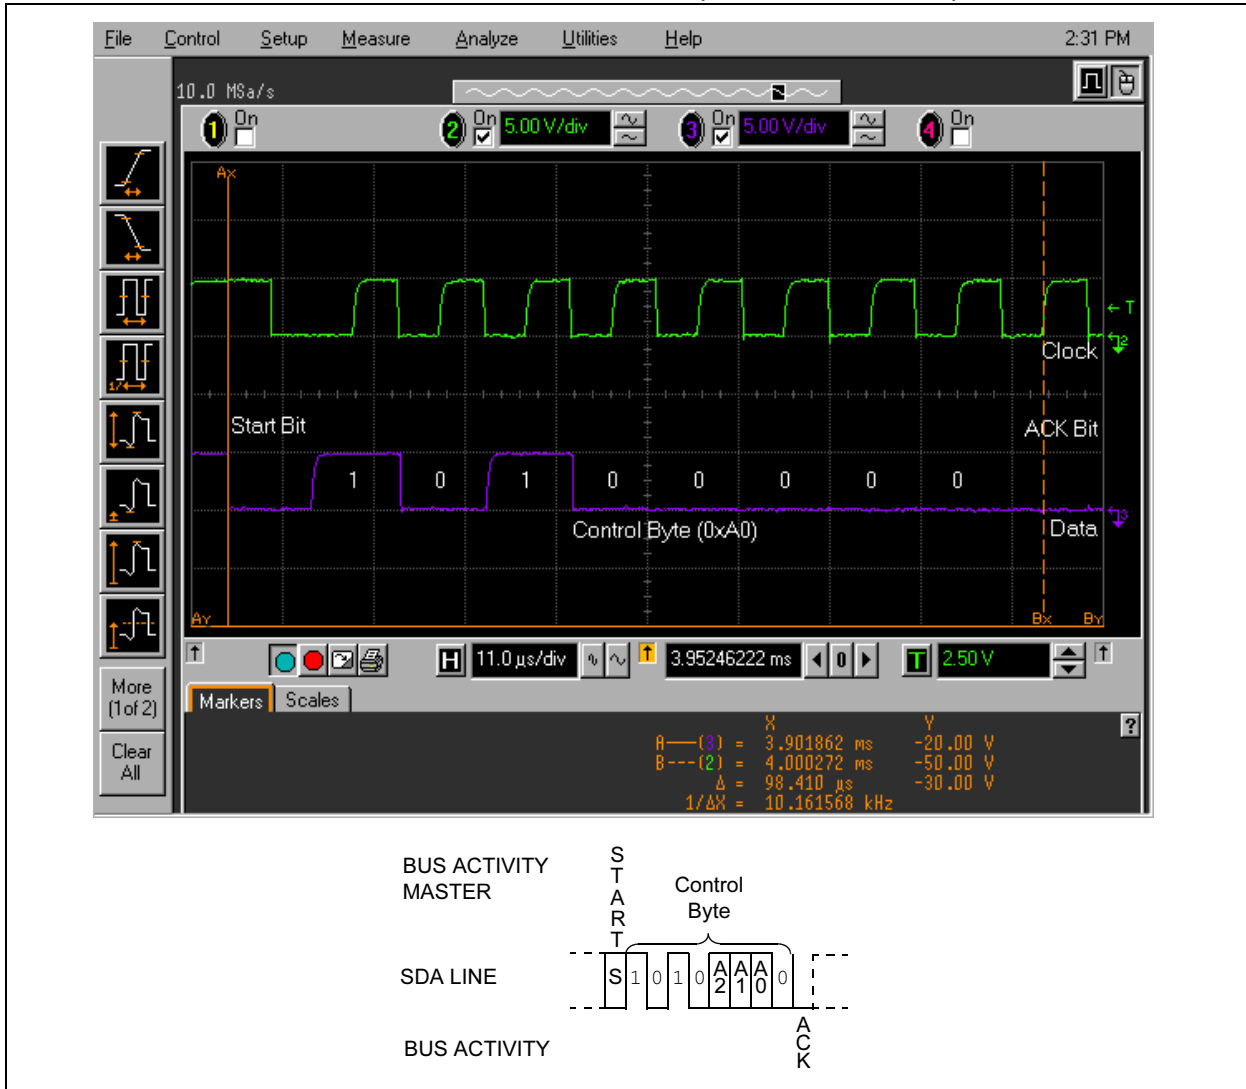 File Control Setup Measure Analyze Utilities Help 2:31 PM
10.0 MSa/s
1 On 2 On 5.00 V/div 3 On 5.00 V/div 4 On
Ax
T
2
Clock
Start Bit ACK Bit
1 0 1 0 0 0 0 0
3
Control Byte (0xA0) Data
1/
Ay Bx By
H 11.0 µs/div 3.95246222 ms 0 T 2.50 V
More
(1of 2)
Clear
All
Markers Scales
?
X Y
A——(3) = 3.901862 ms -20.00 V
B---(2) = 4.000272 ms -50.00 V
Δ = 98.410 µs -30.00 V
1/ΔX = 10.161568 kHz
BUS ACTIVITY
MASTER
START
Control
Byte
SDA LINE
S 1 0 1 0 A2 A1 A0 0
BUS ACTIVITY
ACK